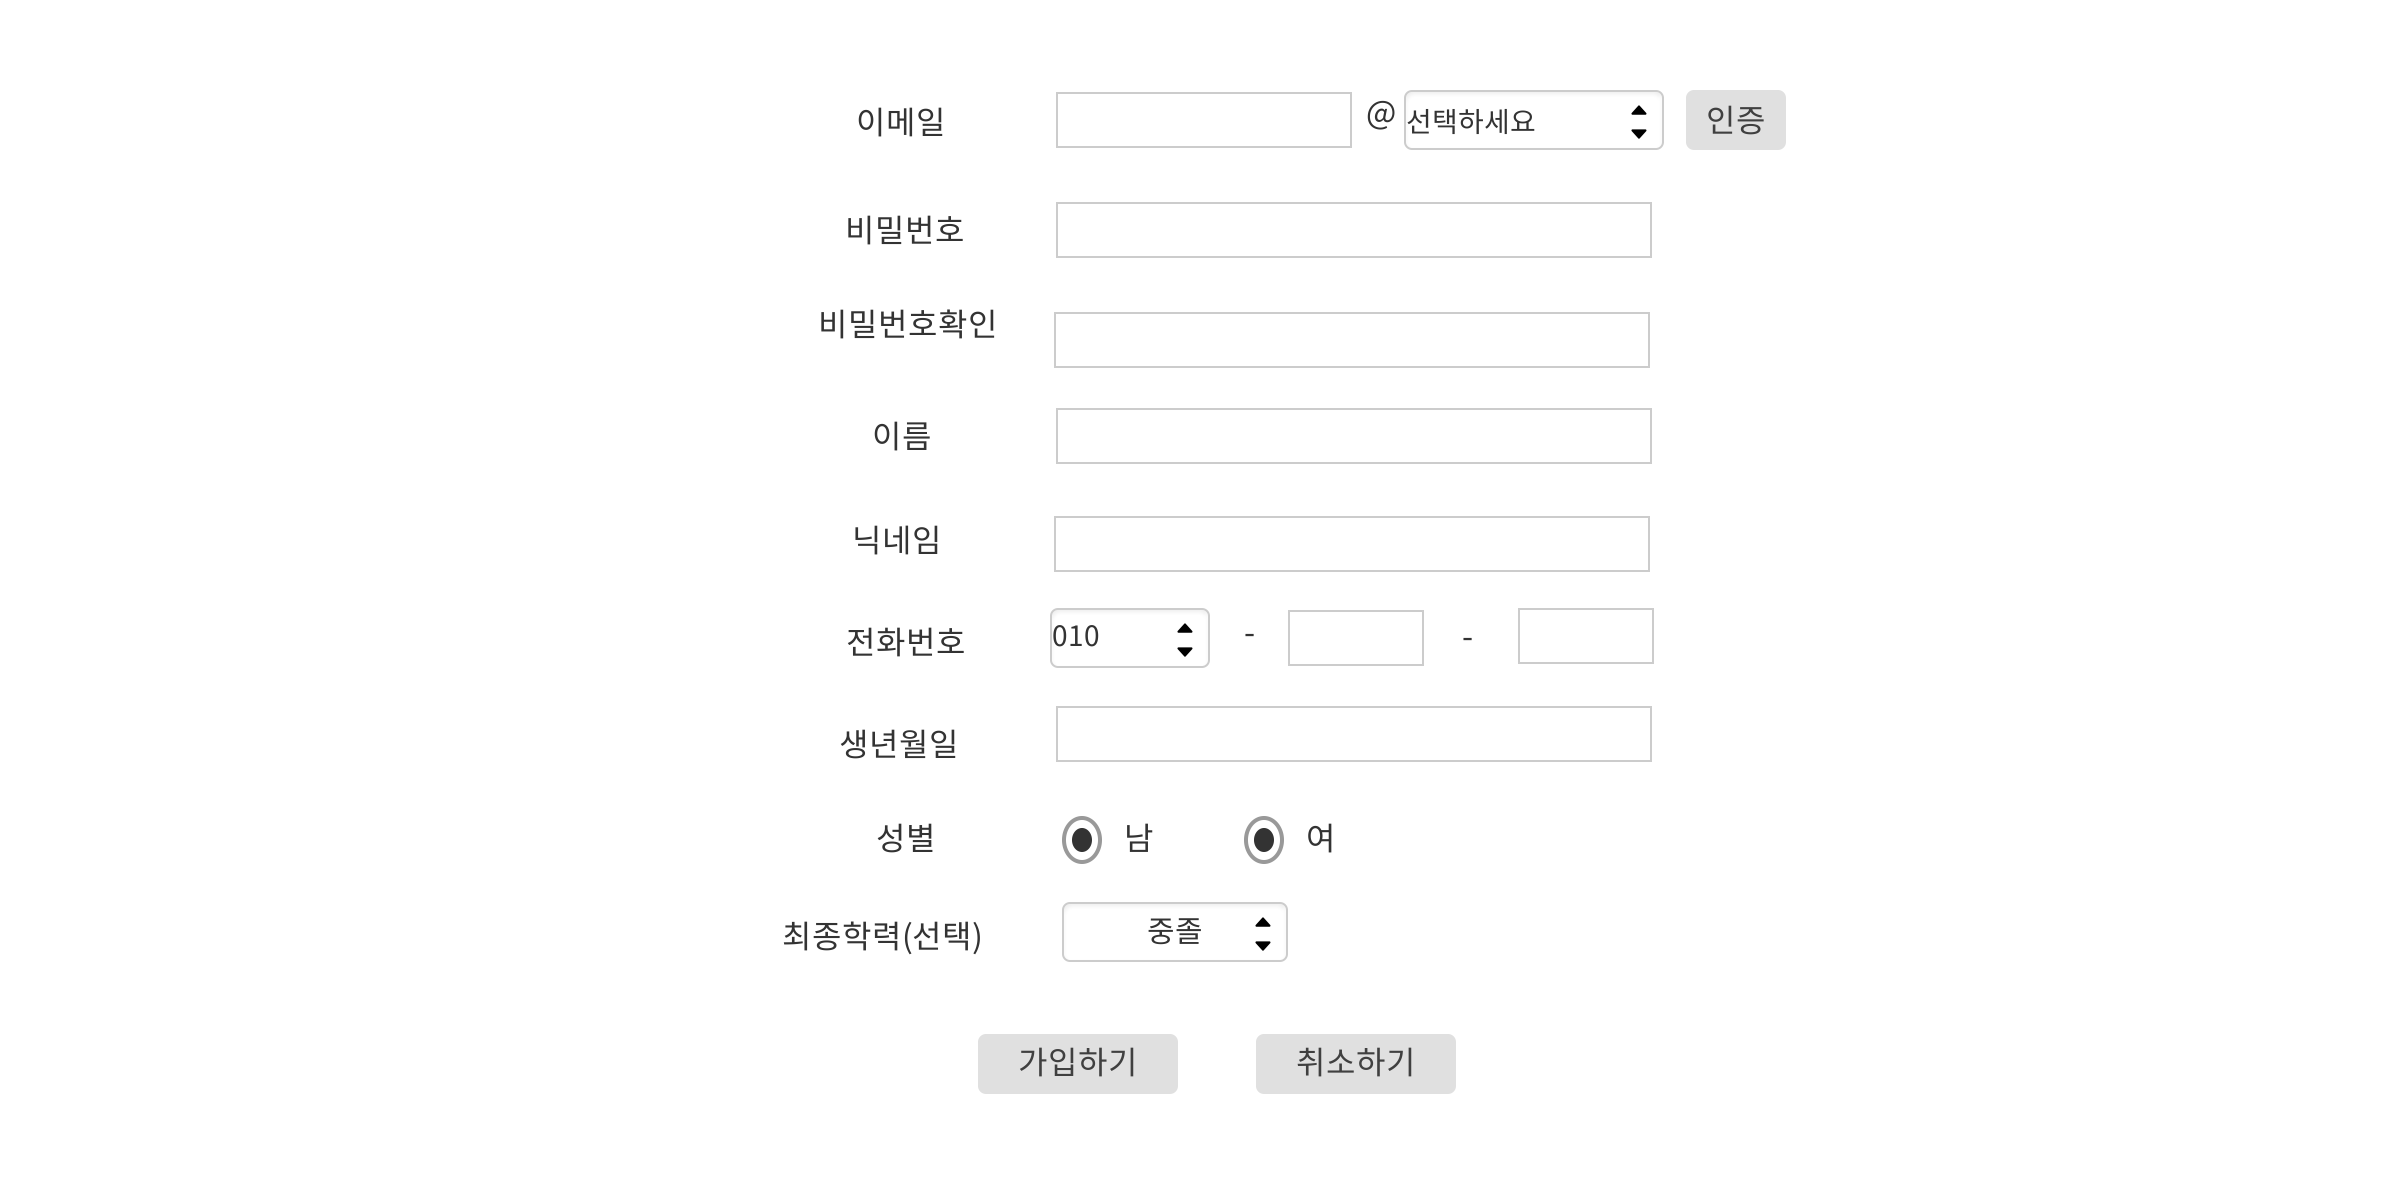 이메일 @ 선택하세요 인증
비밀번호
비밀번호확인
이름
닉네임
전화번호 010 - -
생년월일
성별 남 여
최종학력(선택) 중졸
가입하기 취소하기